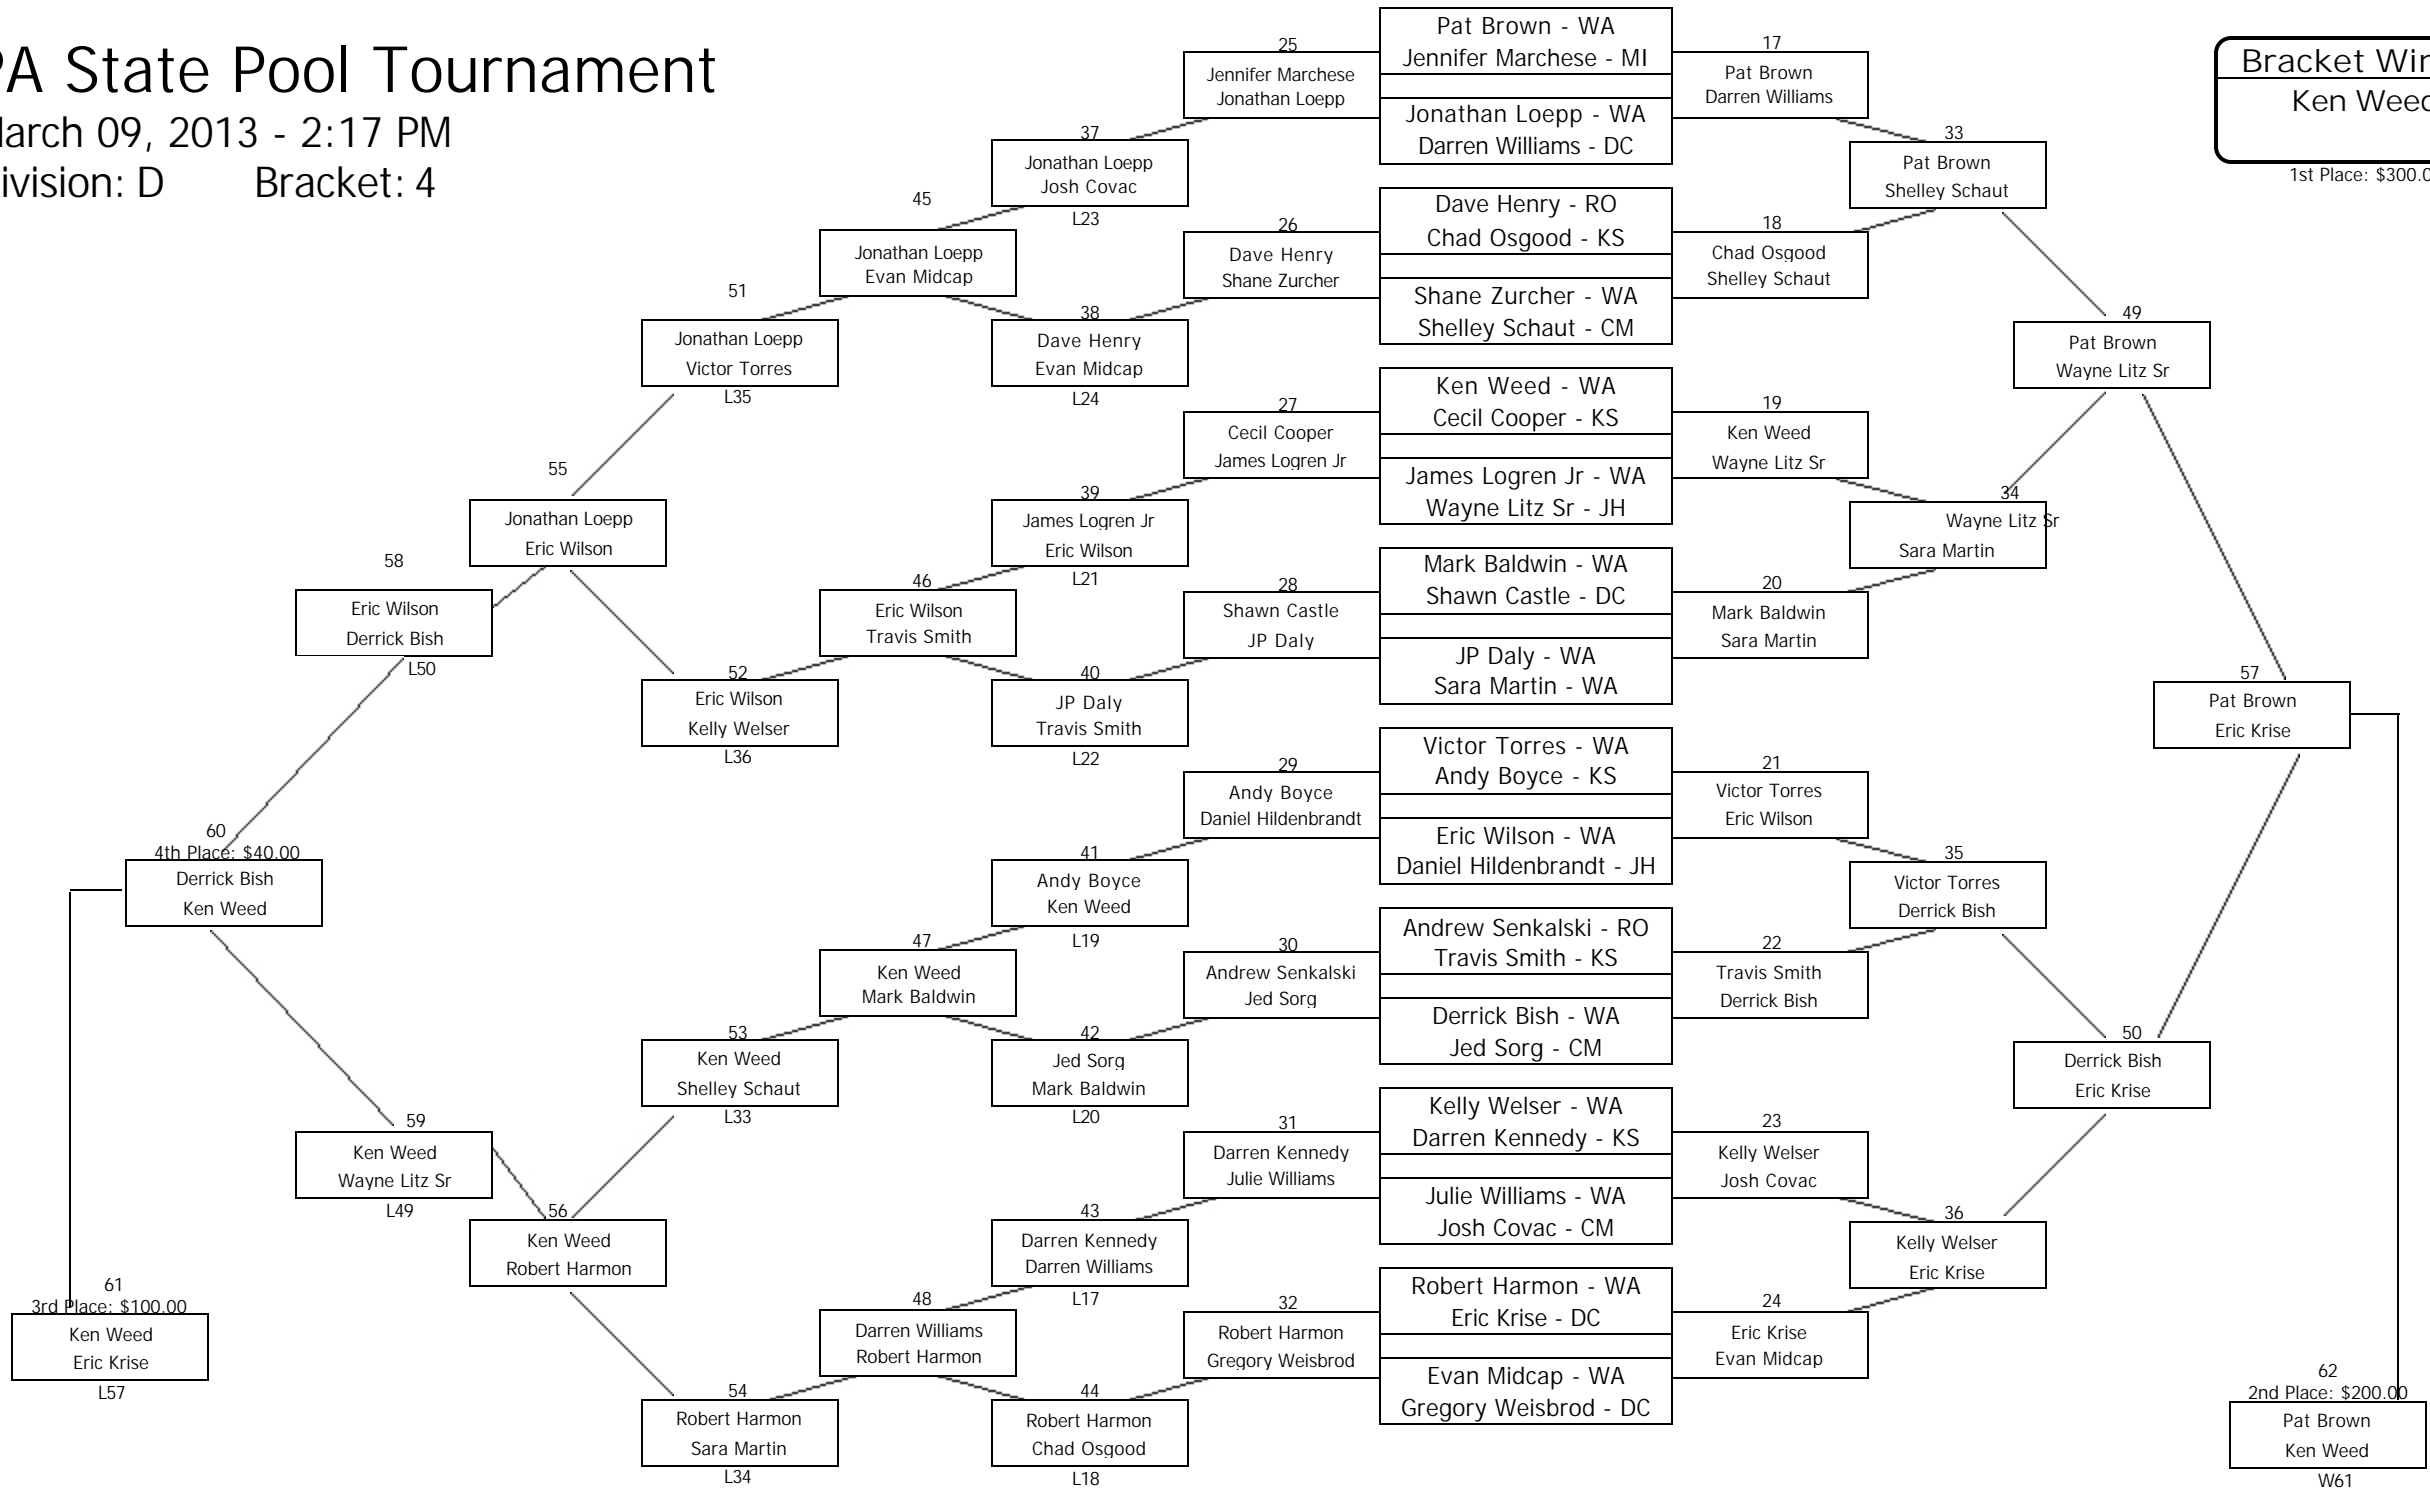 PA State Pool Tournament
March 09, 2013 - 2:17 PM
Division: D Bracket: 4
25
Jennifer Marchese
Jonathan Loepp
37
Jonathan Loepp
Josh Covac
L23
45
Jonathan Loepp
Evan Midcap
26
Dave Henry
Shane Zurcher
51
Jonathan Loepp
Victor Torres
L35
38
Dave Henry
Evan Midcap
L24
27
Cecil Cooper
James Logren Jr
55
Jonathan Loepp
Eric Wilson
39
James Logren Jr
Eric Wilson
L21
58
Eric Wilson
Derrick Bish
L50
46
Eric Wilson
Travis Smith
28
Shawn Castle
JP Daly
52
Eric Wilson
Kelly Welser
L36
40
JP Daly
Travis Smith
L22
29
Andy Boyce
Daniel Hildenbrandt
60
4th Place: $40.00
Derrick Bish
Ken Weed
41
Andy Boyce
Ken Weed
L19
47
Ken Weed
Mark Baldwin
30
Andrew Senkalski
Jed Sorg
53
Ken Weed
Shelley Schaut
L33
42
Jed Sorg
Mark Baldwin
L20
59
Ken Weed
Wayne Litz Sr
L49
31
Darren Kennedy
Julie Williams
56
Ken Weed
Robert Harmon
43
Darren Kennedy
Darren Williams
L17
61
3rd Place: $100.00
Ken Weed
Eric Krise
L57
48
Darren Williams
Robert Harmon
32
Robert Harmon
Gregory Weisbrod
54
Robert Harmon
Sara Martin
L34
44
Robert Harmon
Chad Osgood
L18
Pat Brown - WA
Jennifer Marchese - MI
Jonathan Loepp - WA
Darren Williams - DC
Dave Henry - RO
Chad Osgood - KS
Shane Zurcher - WA
Shelley Schaut - CM
Ken Weed - WA
Cecil Cooper - KS
James Logren Jr - WA
Wayne Litz Sr - JH
Mark Baldwin - WA
Shawn Castle - DC
JP Daly - WA
Sara Martin - WA
Victor Torres - WA
Andy Boyce - KS
Eric Wilson - WA
Daniel Hildenbrandt - JH
Andrew Senkalski - RO
Travis Smith - KS
Derrick Bish - WA
Jed Sorg - CM
Kelly Welser - WA
Darren Kennedy - KS
Julie Williams - WA
Josh Covac - CM
Robert Harmon - WA
Eric Krise - DC
Evan Midcap - WA
Gregory Weisbrod - DC
17
Pat Brown
Darren Williams
33
Pat Brown
Shelley Schaut
18
Chad Osgood
Shelley Schaut
49
Pat Brown
Wayne Litz Sr
19
Ken Weed
Wayne Litz Sr
34
Wayne Litz Sr
Sara Martin
20
Mark Baldwin
Sara Martin
57
Pat Brown
Eric Krise
21
Victor Torres
Eric Wilson
35
Victor Torres
Derrick Bish
22
Travis Smith
Derrick Bish
50
Derrick Bish
Eric Krise
23
Kelly Welser
Josh Covac
36
Kelly Welser
Eric Krise
24
Eric Krise
Evan Midcap
62
2nd Place: $200.00
Pat Brown
Ken Weed
W61
Bracket Win
Ken Weed
1st Place: $300.0